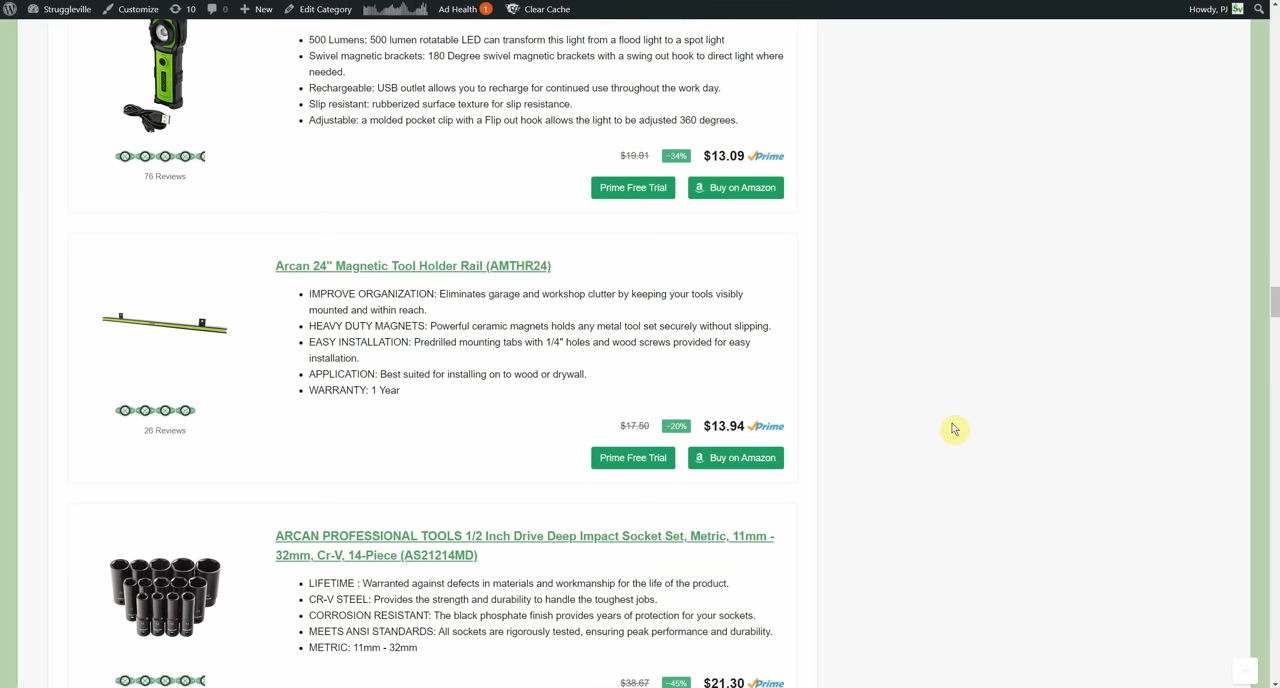 Struggleville Customize 10 0 New Edit Category Ad Health 1 Clear Cache Howdy, PJ
500 Lumens: 500 lumen rotatable LED can transform this light from a flood light to a spot light
Swivel magnetic brackets: 180 Degree swivel magnetic brackets with a swing out hook to direct light where
needed.
Rechargeable: USB outlet allows you to recharge for continued use throughout the work day.
Slip resistant: rubberized surface texture for slip resistance.
Adjustable: a molded pocket clip with a Flip out hook allows the light to be adjusted 360 degrees.
76 Reviews
$19.91 −34% $13.09 Prime
Prime Free Trial Buy on Amazon
Arcan 24" Magnetic Tool Holder Rail (AMTHR24)
IMPROVE ORGANIZATION: Eliminates garage and workshop clutter by keeping your tools visibly
mounted and within reach.
HEAVY DUTY MAGNETS: Powerful ceramic magnets holds any metal tool set securely without slipping.
EASY INSTALLATION: Predrilled mounting tabs with 1/4" holes and wood screws provided for easy
installation.
APPLICATION: Best suited for installing on to wood or drywall.
WARRANTY: 1 Year
26 Reviews
$17.50 −20% $13.94 Prime
Prime Free Trial Buy on Amazon
ARCAN PROFESSIONAL TOOLS 1/2 Inch Drive Deep Impact Socket Set, Metric, 11mm -
32mm, Cr-V, 14-Piece (AS21214MD)
LIFETIME : Warranted against defects in materials and workmanship for the life of the product.
CR-V STEEL: Provides the strength and durability to handle the toughest jobs.
CORROSION RESISTANT: The black phosphate finish provides years of protection for your sockets.
MEETS ANSI STANDARDS: All sockets are rigorously tested, ensuring peak performance and durability.
METRIC: 11mm - 32mm
$38.67 −45% $21.30 Prime